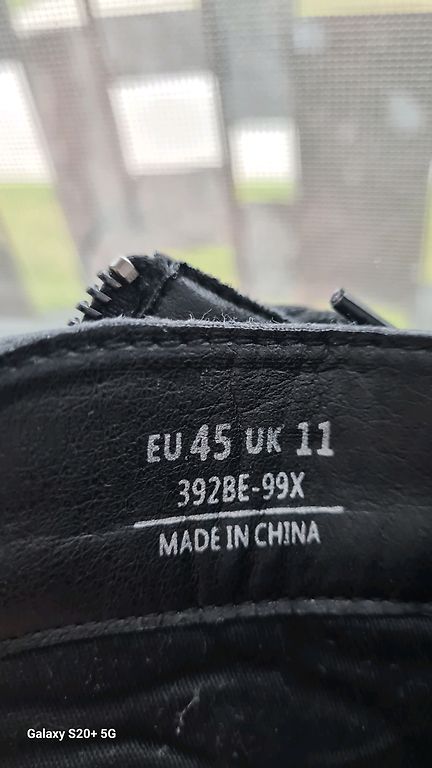 EU 45 UK 11
392BE-99X
MADE IN CHINA
Galaxy S20+ 5G